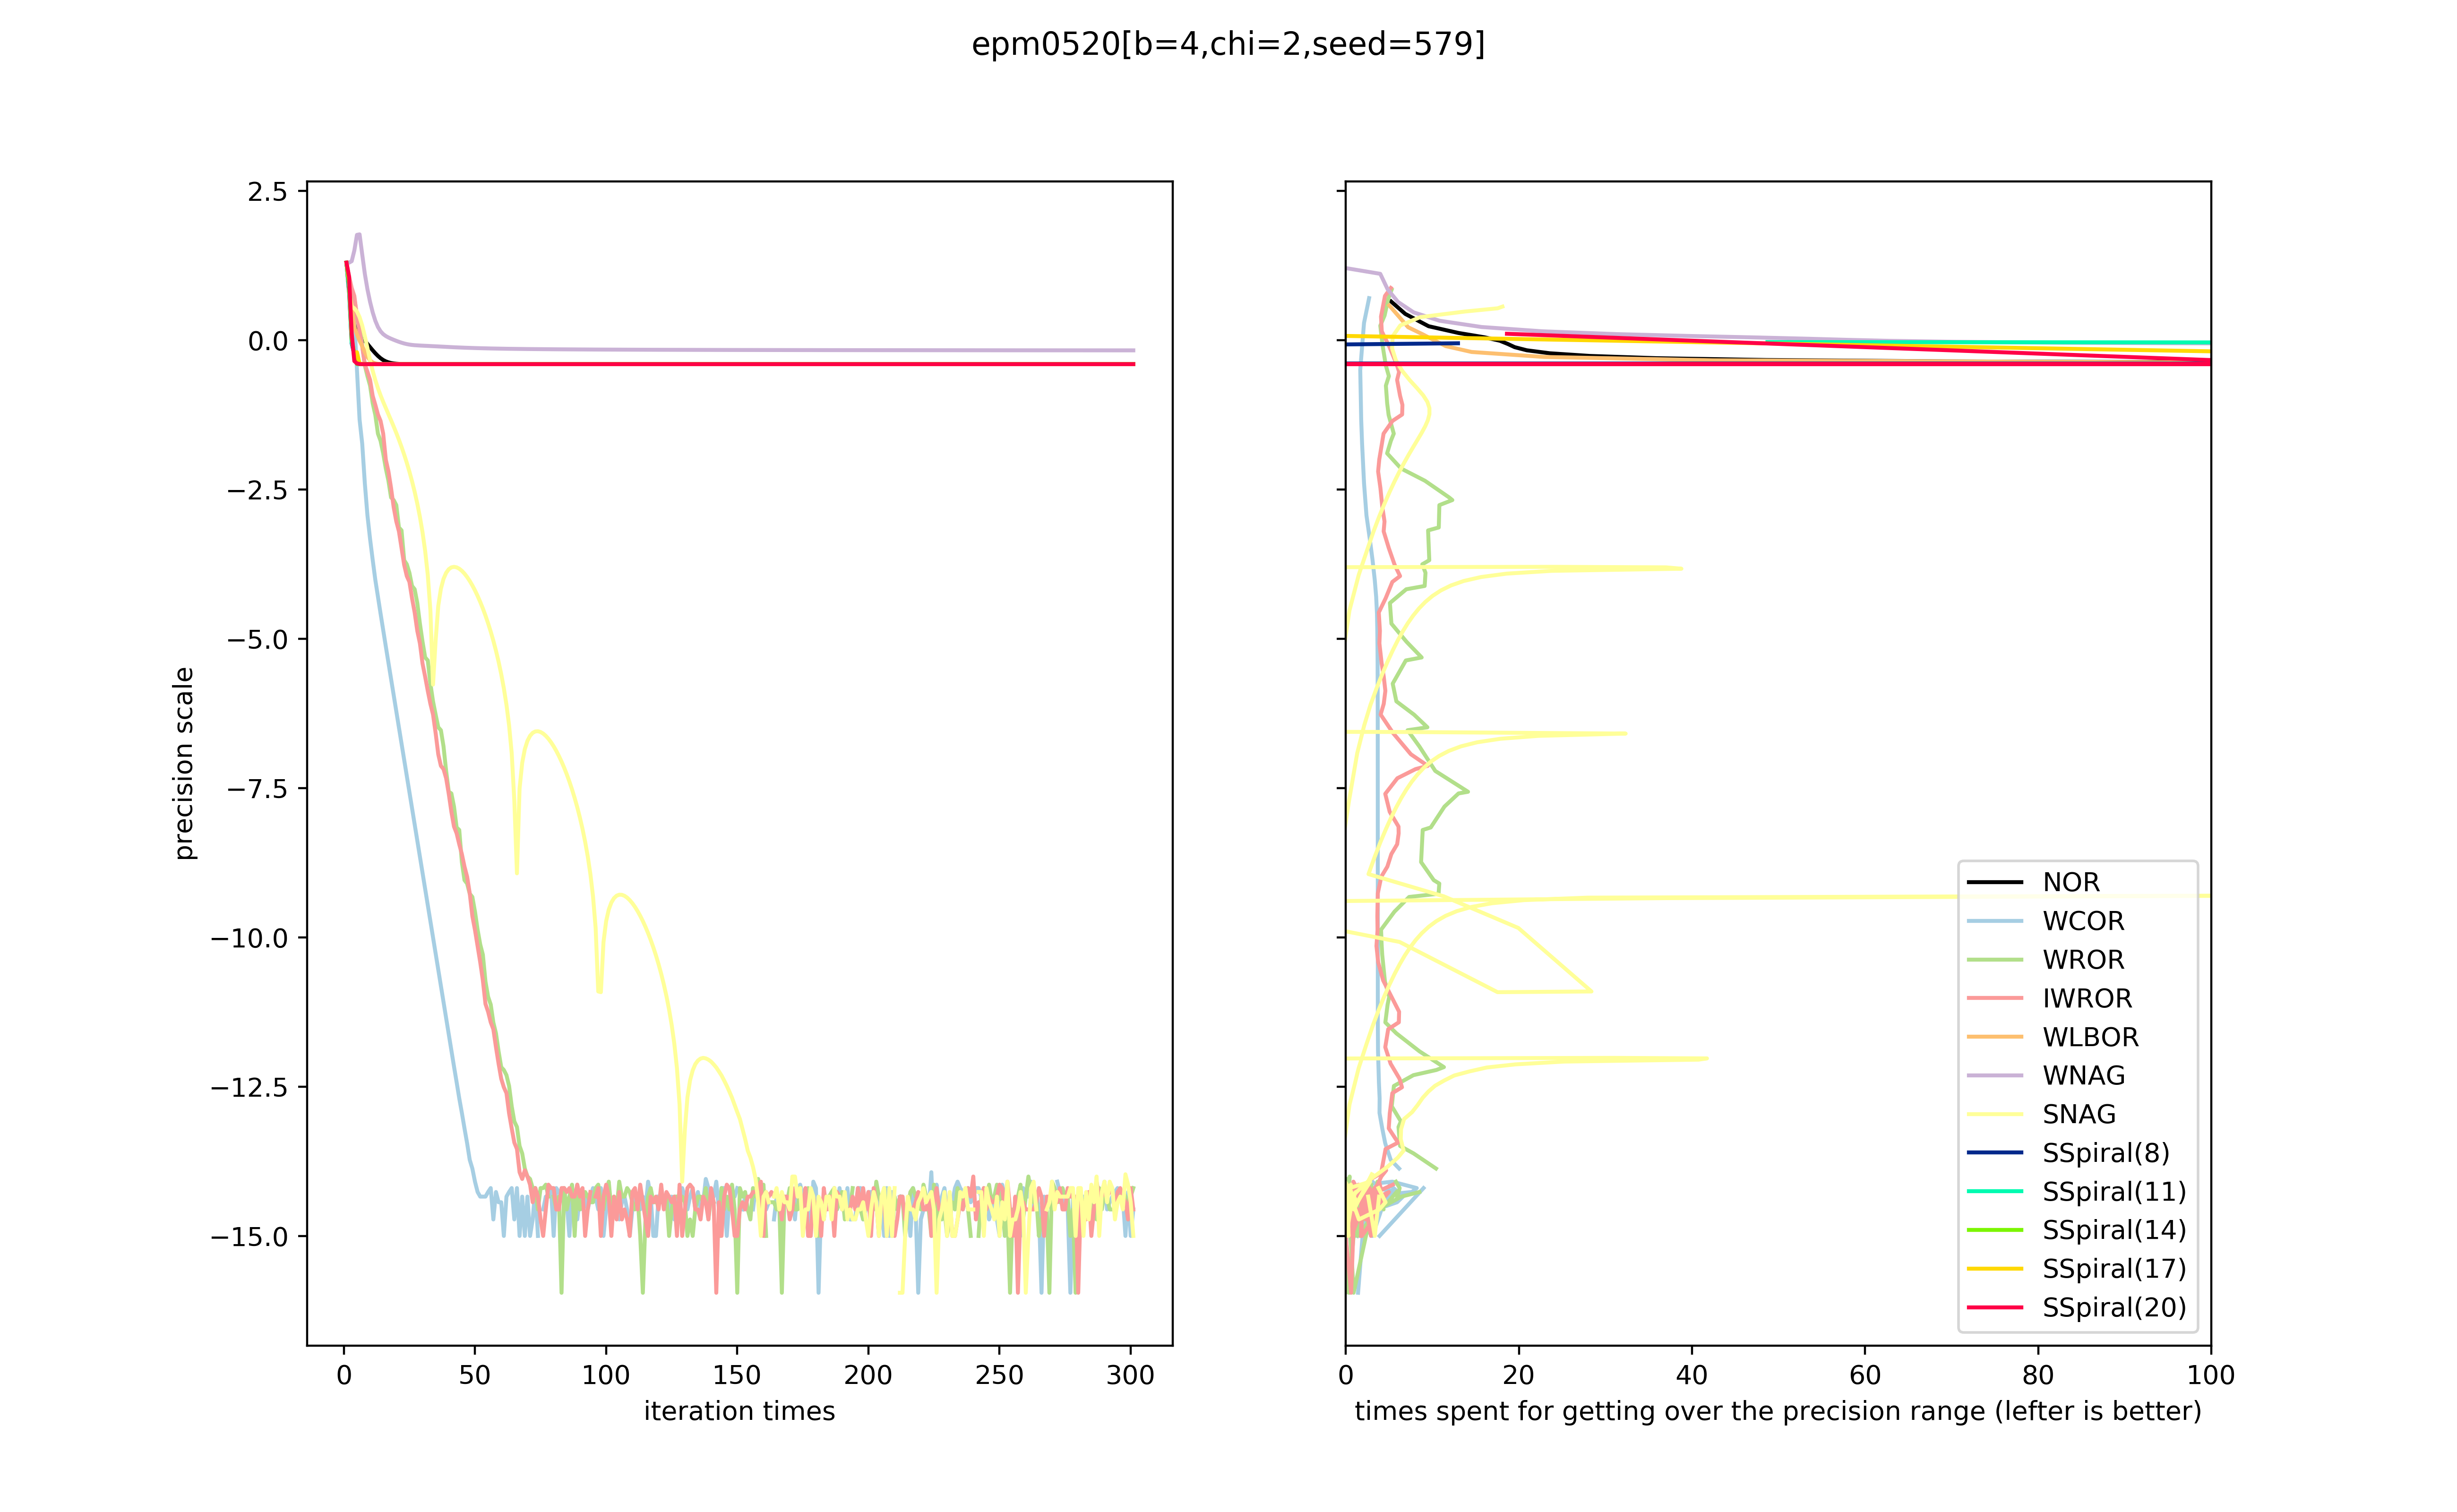 epm0520[b=4,chi=2,seed=579]
precision scale
2.5
0.0
−2.5
−5.0
−7.5
−10.0
−12.5
−15.0
0 50 100 150 200 250 300
iteration times
0 20 40 60 80 100
times spent for getting over the precision range (lefter is better)
NOR
WCOR
WROR
IWROR
WLBOR
WNAG
SNAG
SSpiral(8)
SSpiral(11)
SSpiral(14)
SSpiral(17)
SSpiral(20)